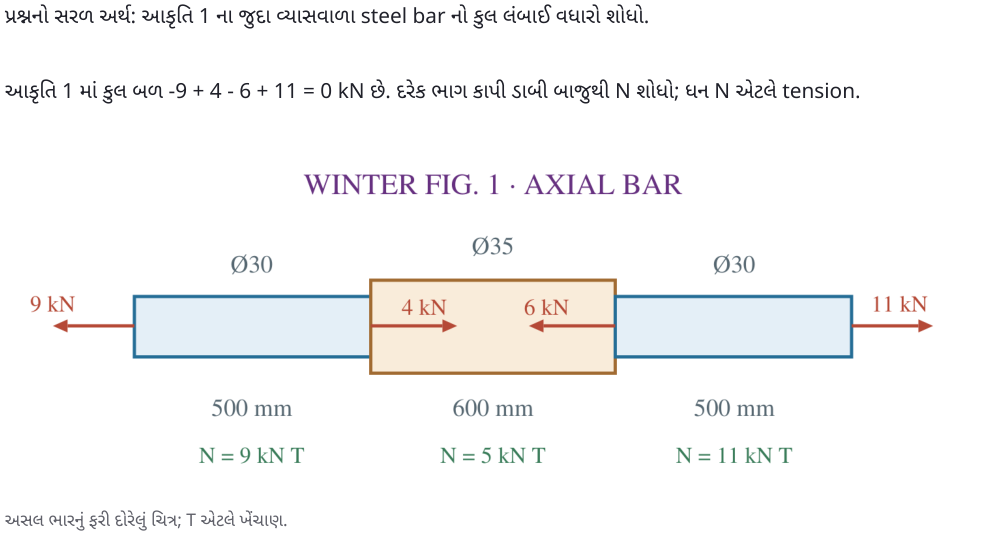 પ્રશ્નનો સરળ અર્થ: આકૃતિ 1 ના જુદા વ્યાસવાળા steel bar નો કુલ લંબાઈ વધારો શોધો.
આકૃતિ 1 માં કુલ બળ -9 + 4 - 6 + 11 = 0 kN છે. દરેક ભાગ કાપી ડાબી બાજુથી N શોધો; ધન N એટલે tension.
WINTER FIG. 1 · AXIAL BAR
Ø30 Ø35 Ø30
9 kN 4 kN 6 kN 11 kN
500 mm 600 mm 500 mm
N = 9 kN T N = 5 kN T N = 11 kN T
અસલ ભારનું ફરી દોરેલું ચિત્ર; T એટલે ખેંચાણ.